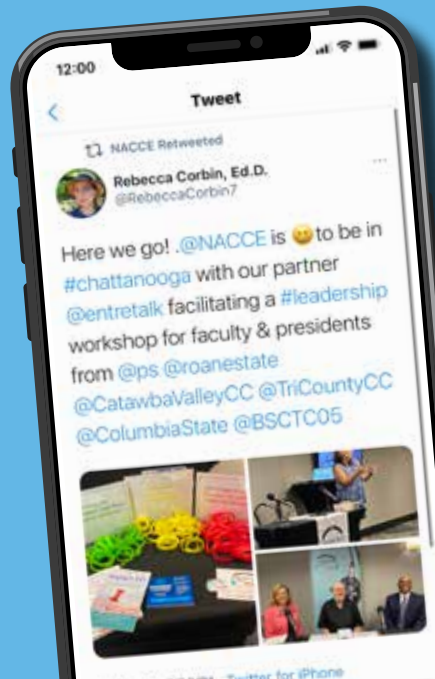 12:00
Tweet
NACCE Retweeted
Rebecca Corbin, Ed.D.
@RebeccaCorbin7
Here we go! .@NACCE is 😀 to be in
#chattanooga with our partner
@entretalk facilitating a #leadership
workshop for faculty & presidents
from @ps @roanestate
@CatawbaValleyCC @TriCountyCC
@ColumbiaState @BSCTC05
Twitter for iPhone